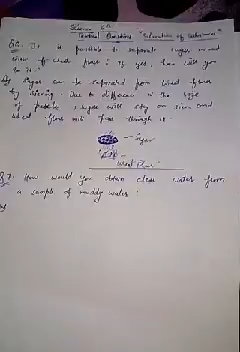 Science 6th
Textual Questions "Separation of Substances"
Q6. Is it possible to separate sugar mixed
with wheat flour? if yes, how will you
do it.
Sugar can be separated from wheat flour
by sieving. Due to difference in the size
of particle, sugar will stay on sieve and
wheat flour will pass through it.
Sugar
Wheat flour
Q7. How would you obtain clear water from
a sample of muddy water?